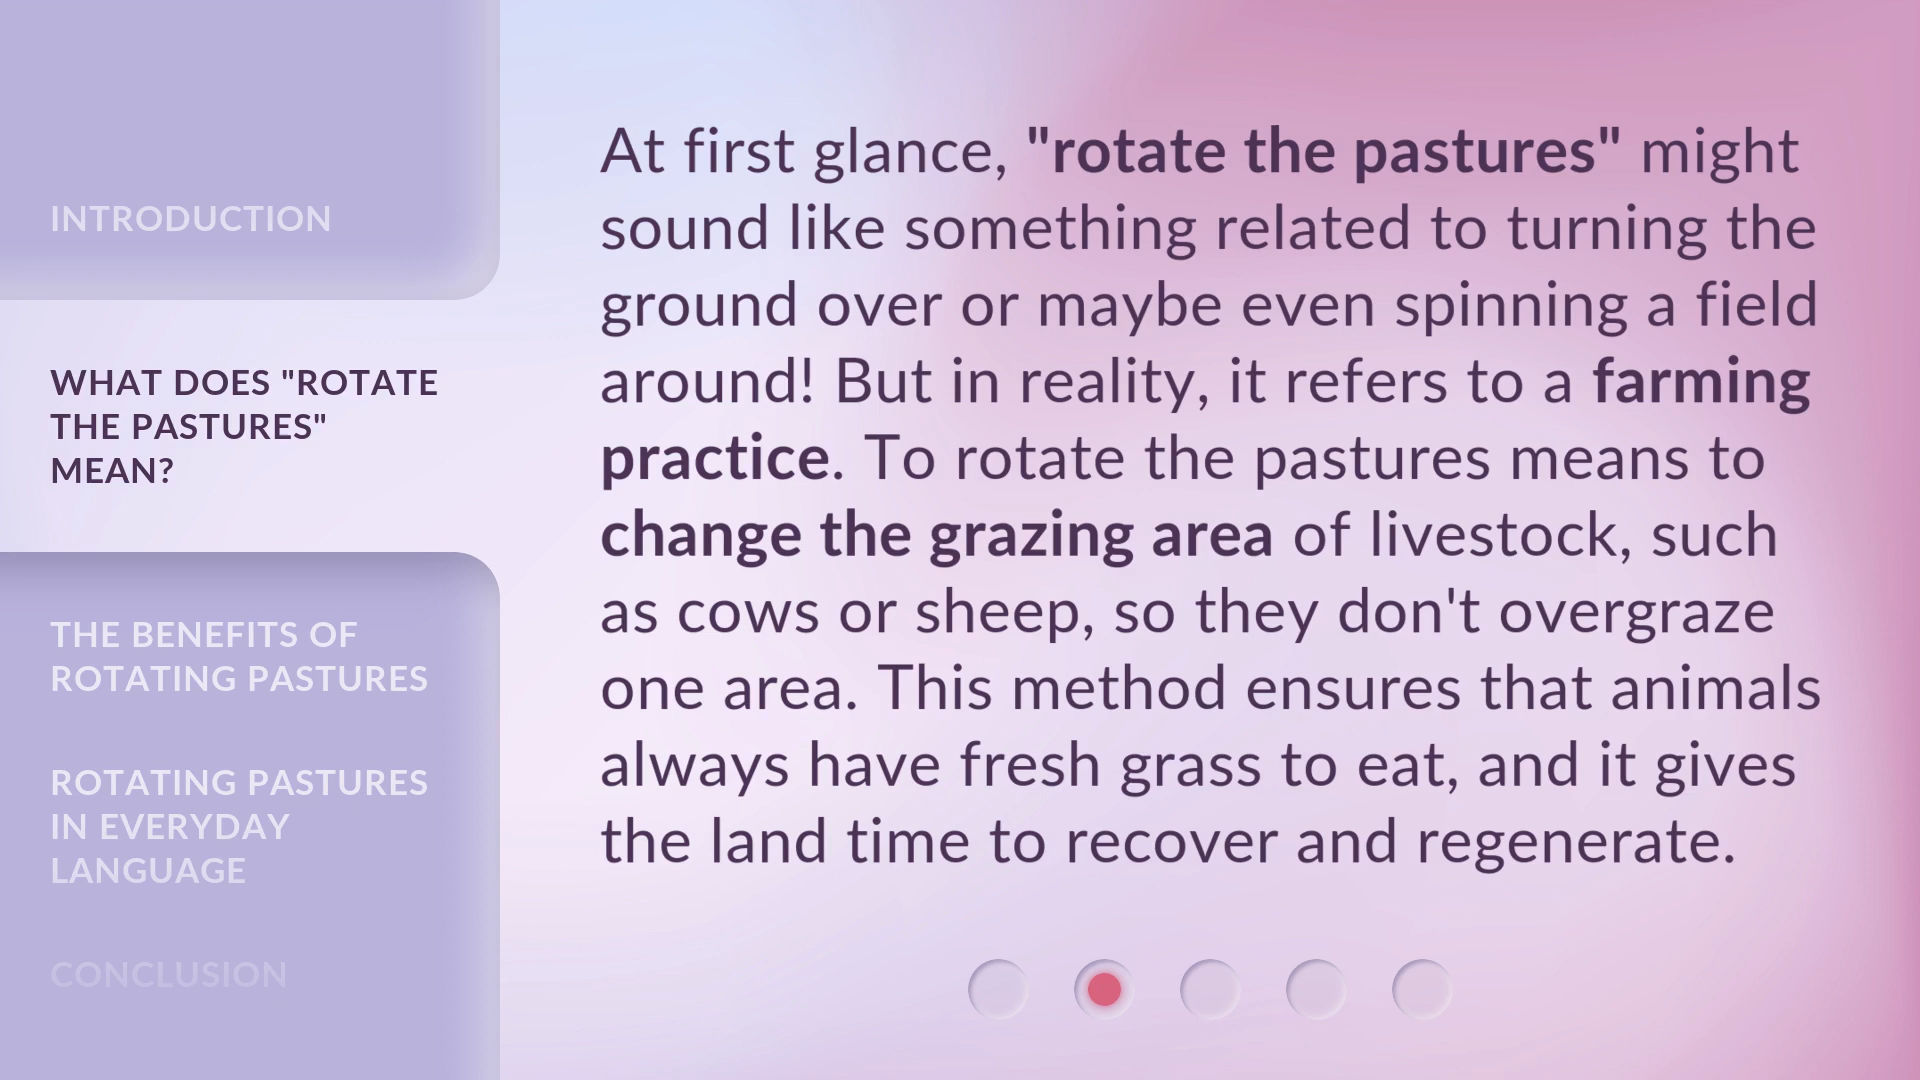 INTRODUCTION
WHAT DOES "ROTATE
THE PASTURES"
MEAN?
THE BENEFITS OF
ROTATING PASTURES
ROTATING PASTURES
IN EVERYDAY
LANGUAGE
CONCLUSION
At first glance, "rotate the pastures" might
sound like something related to turning the
ground over or maybe even spinning a field
around! But in reality, it refers to a farming
practice. To rotate the pastures means to
change the grazing area of livestock, such
as cows or sheep, so they don't overgraze
one area. This method ensures that animals
always have fresh grass to eat, and it gives
the land time to recover and regenerate.